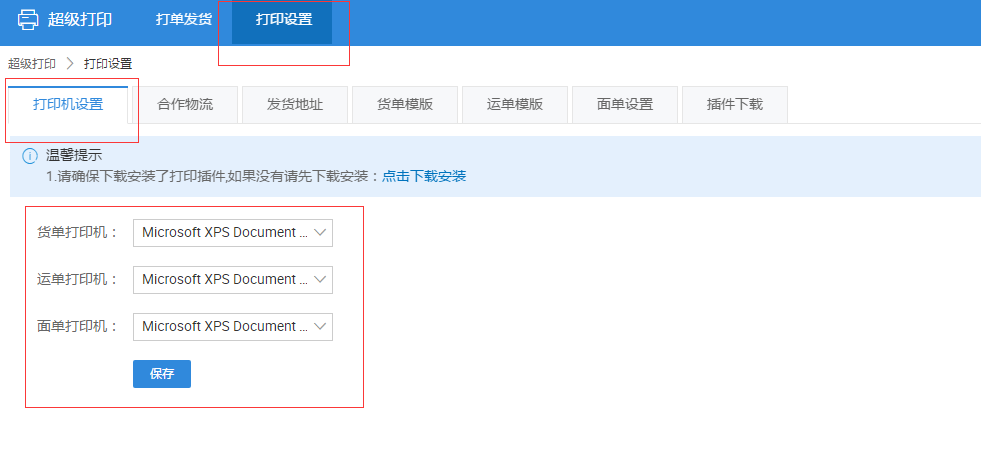 超级打印 打单发货 打印设置
超级打印 打印设置
打印机设置 合作物流 发货地址 货单模版 运单模版 面单设置 插件下载
温馨提示
1.请确保下载安装了打印插件,如果没有请先下载安装：点击下载安装
货单打印机： Microsoft XPS Document ...
运单打印机： Microsoft XPS Document ...
面单打印机： Microsoft XPS Document ...
保存